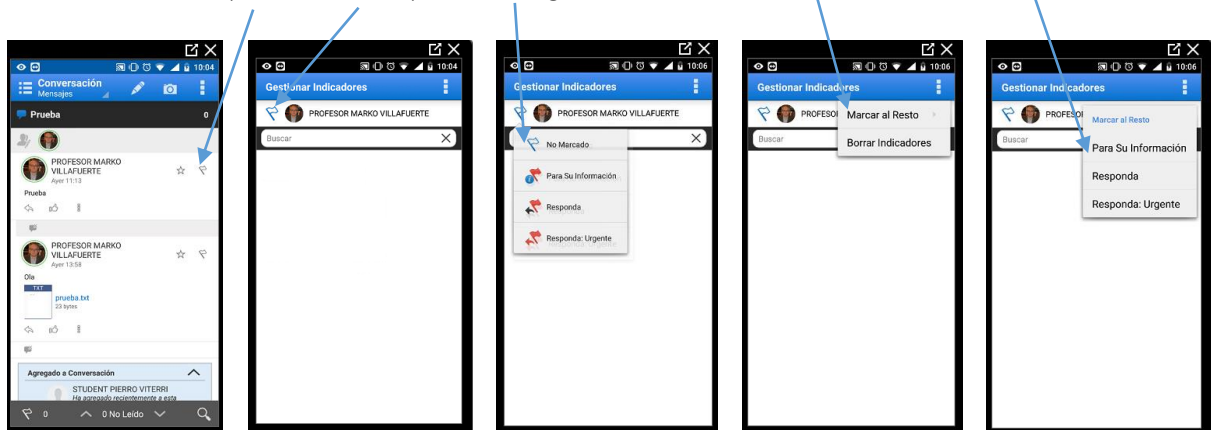 10:04
Conversación
Mensajes
Prueba
0
PROFESOR MARKO
VILLAFUERTE
Ayer 11:13
Prueba
PROFESOR MARKO
VILLAFUERTE
Ayer 13:58
Ola
TXT
prueba.txt
23 bytes
Agregado a Conversación
STUDENT PIERRO VITERRI
Ha agregado recientemente a esta
0
0 No Leído
10:04
Gestionar Indicadores
PROFESOR MARKO VILLAFUERTE
Buscar
10:06
Gestionar Indicadores
PROFESOR MARKO VILLAFUERTE
No Marcado
Para Su Información
Responda
Responda: Urgente
10:06
Gestionar Indicadores
PROFESOR
Marcar al Resto
Buscar
Borrar Indicadores
10:06
Gestionar Indicadores
PROFESOR
Buscar
Marcar al Resto
Para Su Información
Responda
Responda: Urgente